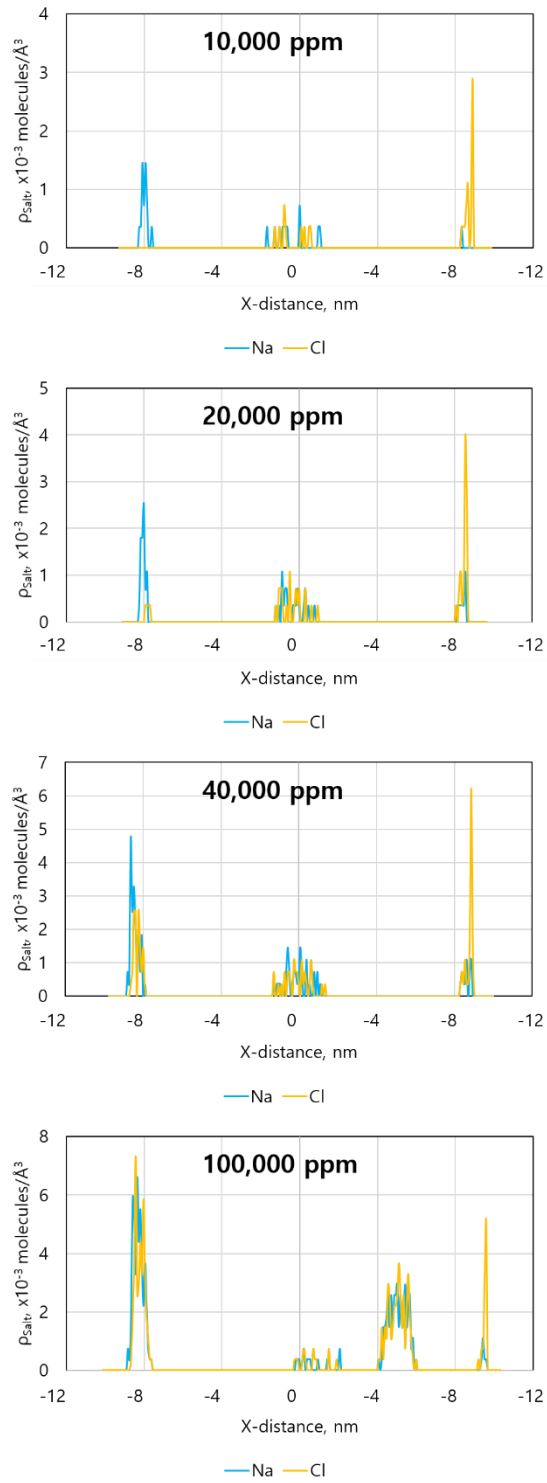 10,000 ppm
4
3
2
1
0
ρSalt, x10⁻³ molecules/Å³
-12 -8 -4 0 -4 -8 -12
X-distance, nm
Na Cl
20,000 ppm
5
4
3
2
1
0
ρSalt, x10⁻³ molecules/Å³
-12 -8 -4 0 -4 -8 -12
X-distance, nm
Na Cl
40,000 ppm
7
6
5
4
3
2
1
0
ρSalt, x10⁻³ molecules/Å³
-12 -8 -4 0 -4 -8 -12
X-distance, nm
Na Cl
100,000 ppm
8
6
4
2
0
ρSalt, x10⁻³ molecules/Å³
-12 -8 -4 0 -4 -8 -12
X-distance, nm
Na Cl